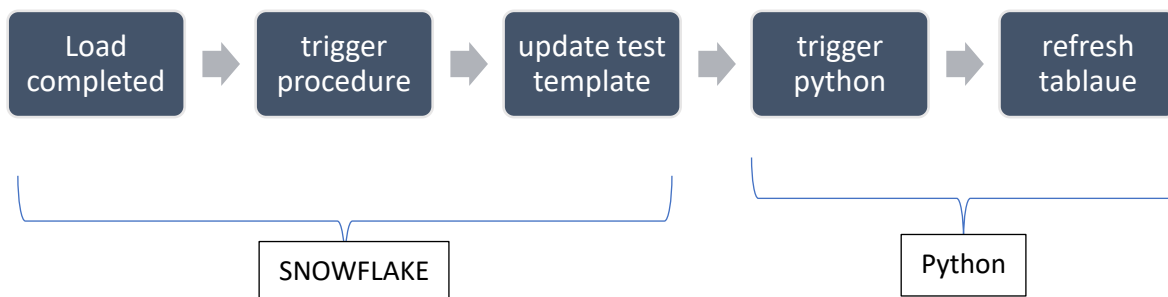 Load
completed
trigger
procedure
update test
template
trigger
python
refresh
tablaue
SNOWFLAKE
Python